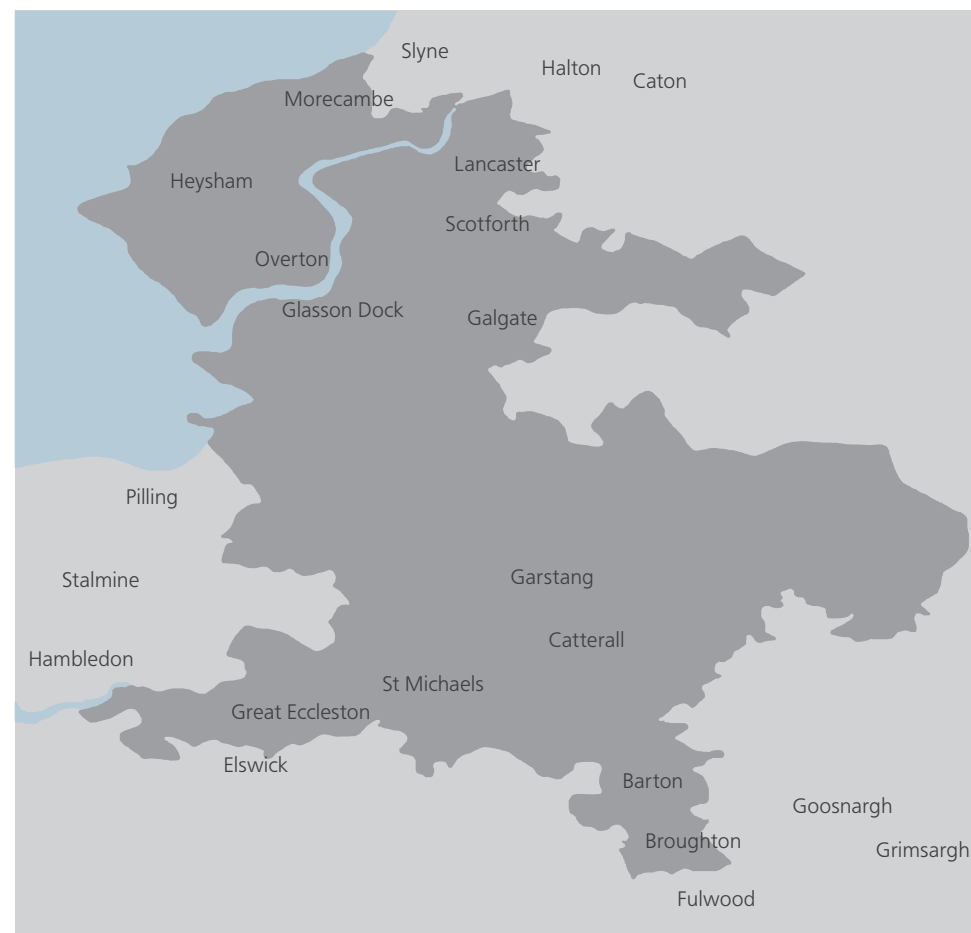 Slyne
Halton
Caton
Morecambe
Lancaster
Heysham
Scotforth
Overton
Glasson Dock
Galgate
Pilling
Garstang
Stalmine
Catterall
Hambledon
St Michaels
Great Eccleston
Elswick
Barton
Goosnargh
Broughton
Grimsargh
Fulwood